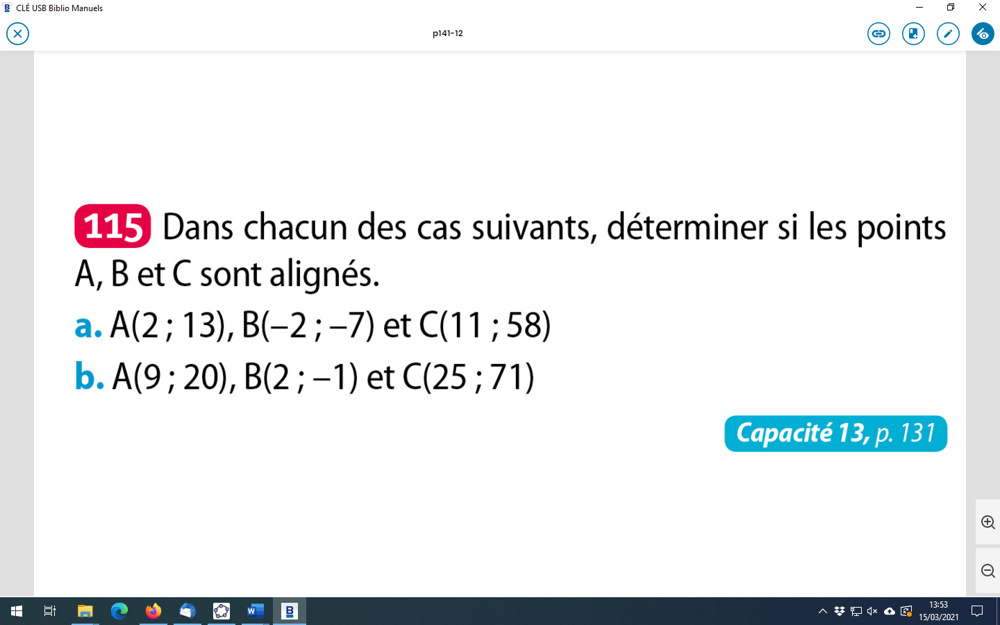 CLÉ USB Biblio Manuels
p141-12
115 Dans chacun des cas suivants, déterminer si les points
A, B et C sont alignés.
a. A(2 ; 13), B(–2 ; –7) et C(11 ; 58)
b. A(9 ; 20), B(2 ; –1) et C(25 ; 71)
Capacité 13, p. 131
13:53
15/03/2021